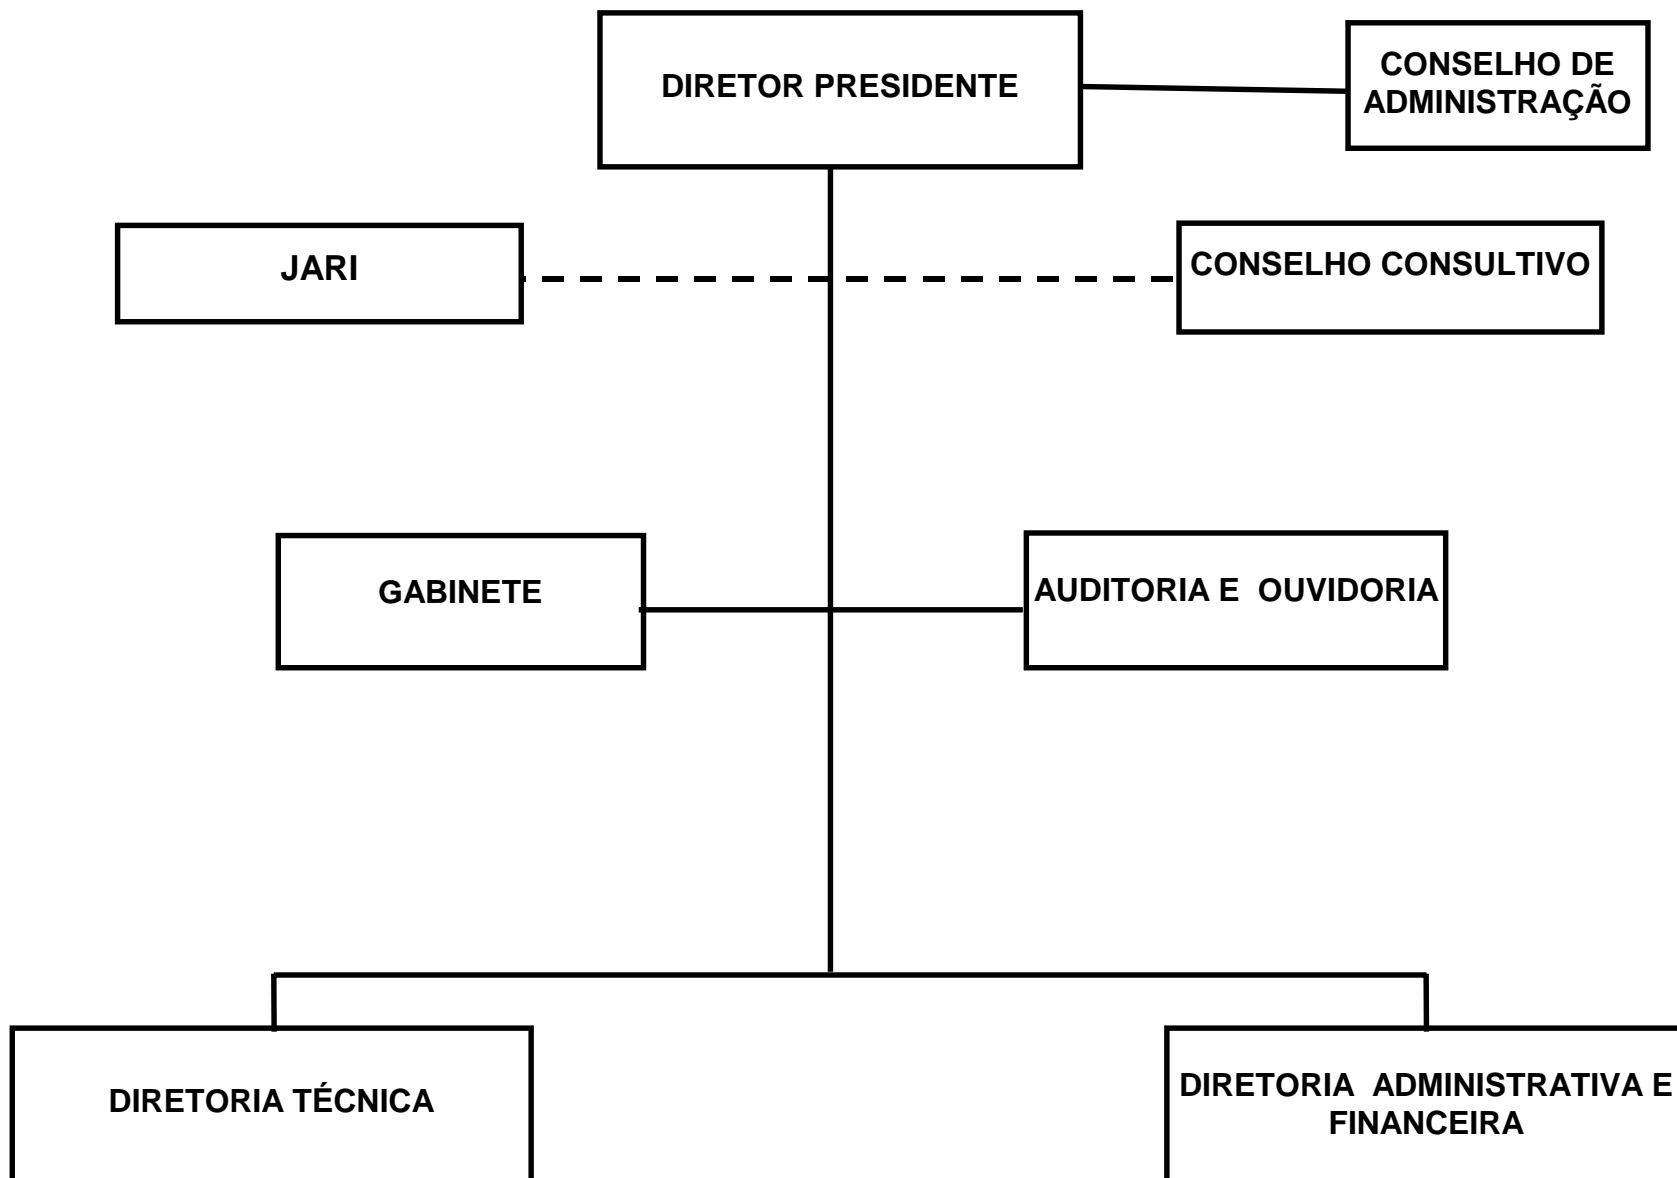 DIRETOR PRESIDENTE
CONSELHO DE
ADMINISTRAÇÃO
JARI
CONSELHO CONSULTIVO
GABINETE
AUDITORIA E  OUVIDORIA
DIRETORIA TÉCNICA
DIRETORIA  ADMINISTRATIVA E
FINANCEIRA